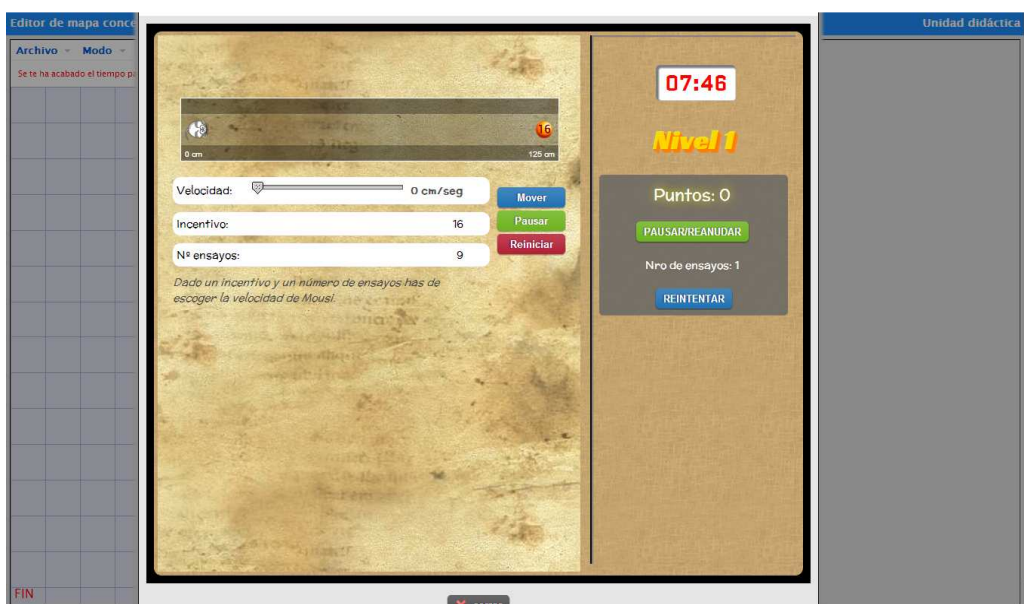 Editor de mapa conce
Unidad didáctica
Archivo Modo
Se te ha acabado el tiempo
16
0 cm
125 cm
Velocidad: 0 cm/seg
Incentivo: 16
Nº ensayos: 9
Mover
Pausar
Reiniciar
Dado un incentivo y un número de ensayos has de
escoger la velocidad de Mousi.
07:46
Nivel 1
Puntos: 0
PAUSAR/REANUDAR
Nro de ensayos: 1
REINTENTAR
FIN